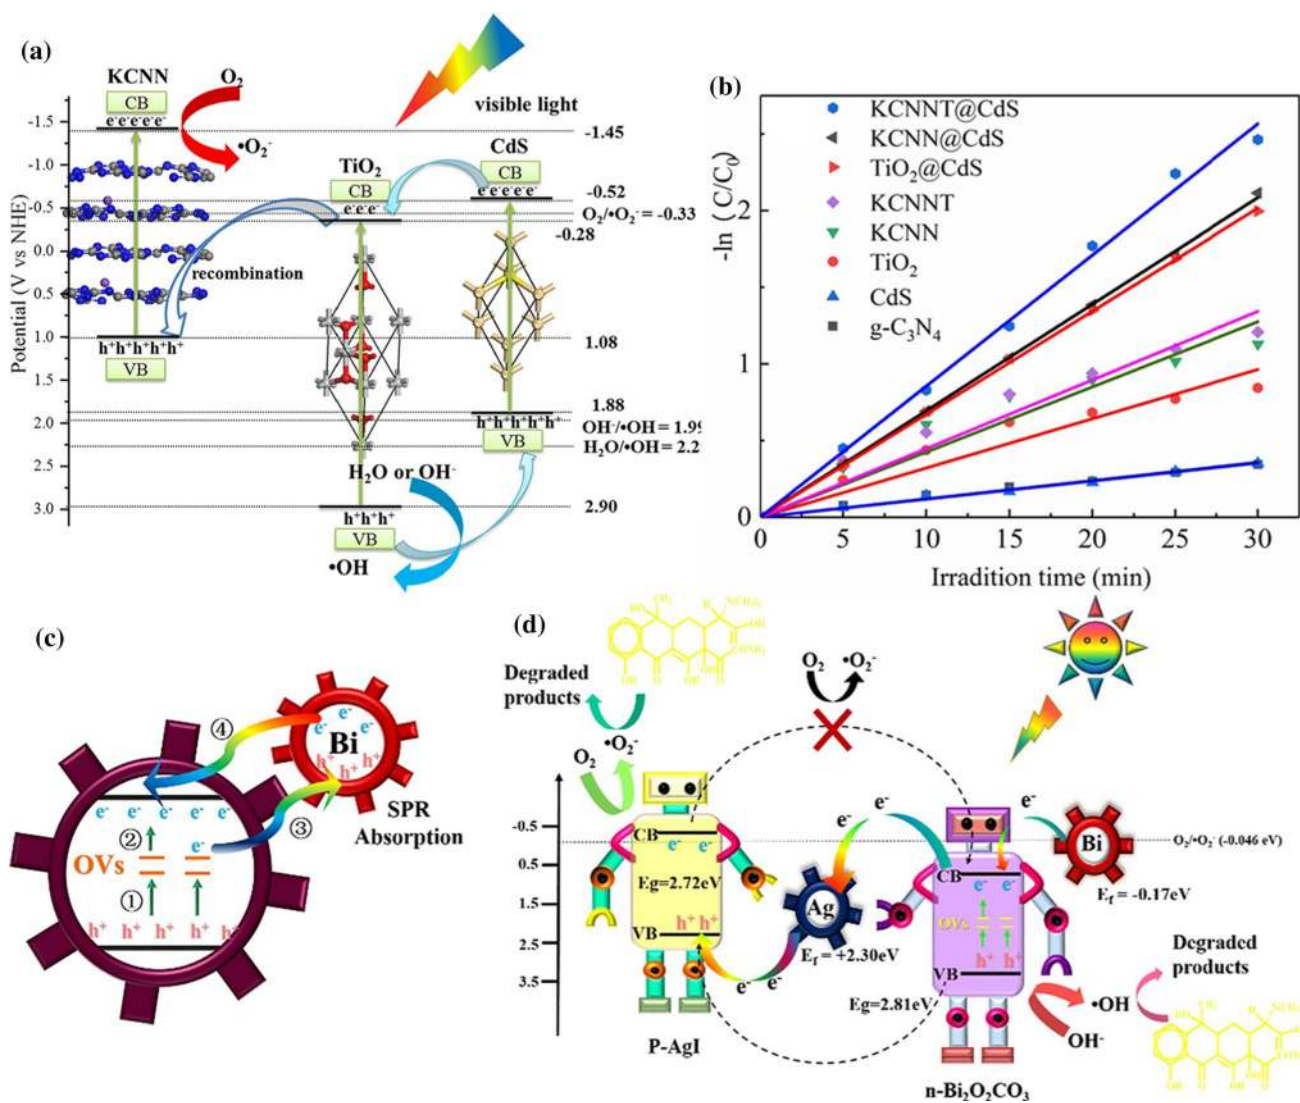 (a)
KCNN
O₂
CB
e⁻e⁻e⁻e⁻e⁻
•O₂⁻
visible light
TiO₂
CdS
CB
CB
e⁻e⁻e⁻
e⁻e⁻e⁻e⁻e⁻
Potential (V vs NHE)
-1.5
-1.0
-0.5
0.0
0.5
1.0
1.5
2.0
2.5
3.0
-1.45
-0.52
O₂/•O₂⁻ = -0.33
-0.28
recombination
1.08
h⁺h⁺h⁺h⁺h⁺
VB
1.88
h⁺h⁺h⁺h⁺h⁺
OH⁻/•OH = 1.99
VB
H₂O/•OH = 2.2
H₂O or OH⁻
2.90
h⁺h⁺h⁺
VB
•OH
(b)
-ln (C/C₀)
2
1
0
KCNNT@CdS
KCNN@CdS
TiO₂@CdS
KCNNT
KCNN
TiO₂
CdS
g-C₃N₄
0 5 10 15 20 25 30
Irradition time (min)
(c)
④
e⁻ e⁻ e⁻
Bi
h⁺ h⁺ h⁺
SPR
Absorption
③
e⁻ e⁻ e⁻ e⁻ e⁻
②
e⁻
OVs
①
h⁺ h⁺ h⁺ h⁺ h⁺
(d)
Degraded
products
•O₂⁻
O₂
O₂ •O₂⁻
-0.5
0.5
1.5
2.5
3.5
CB
e⁻ e⁻
Eg=2.72eV
h⁺ h⁺
VB
P-AgI
e⁻
e⁻
Ag
E_f = +2.30eV
e⁻ e⁻
e⁻
Bi
E_f = -0.17eV
O₂/•O₂⁻ (-0.046 eV)
CB
e⁻ e⁻
OVs
h⁺ h⁺
VB
Eg=2.81eV
n-Bi₂O₂CO₃
•OH
OH⁻
Degraded
products